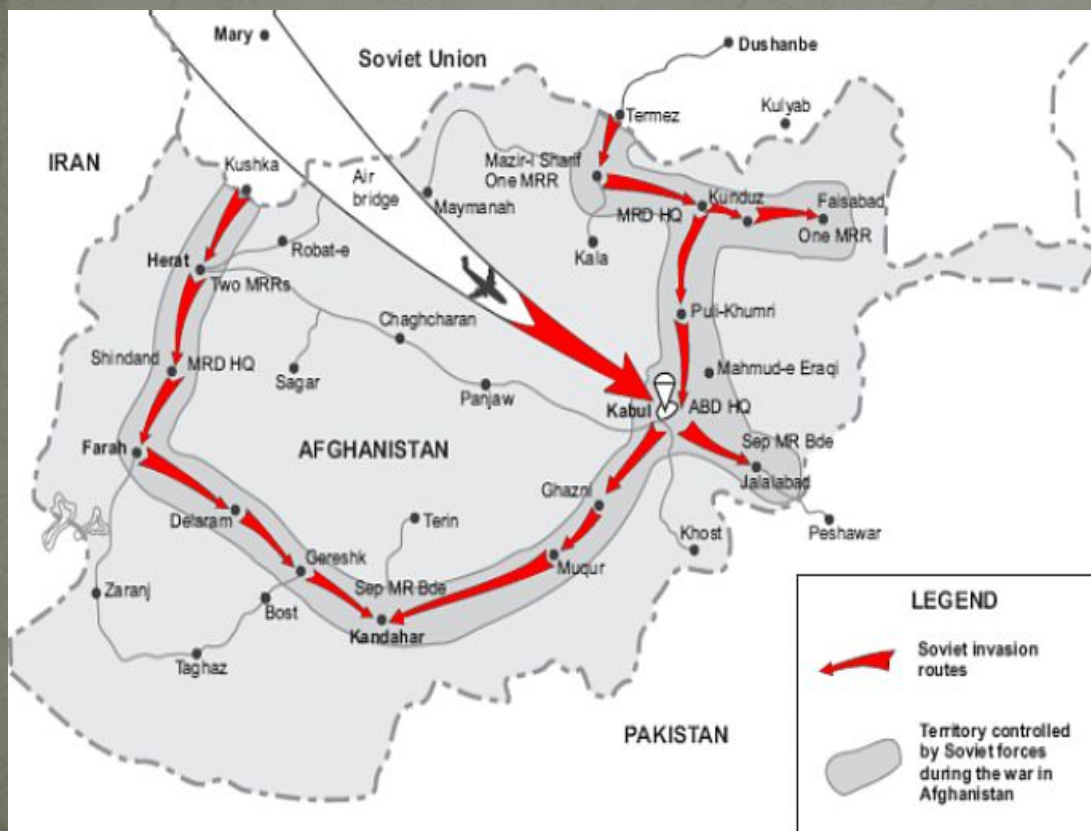 Mary
Soviet Union
Dushanbe
Kulyab
Termez
IRAN
Kushka
Air
bridge
Maymanah
Mazir-i Sharif
One MRR
MRD HQ
Kunduz
Faisabad
One MRR
Robat-e
Kala
Herat
Two MRRs
Chaghcharan
Puli-Khumri
Shindand
MRD HQ
Sagar
Panjaw
Mahmud-e Eraqi
Kabul
ABD HQ
Farah
AFGHANISTAN
Sep MR Bde
Jalalabad
Ghazni
Delaram
Terin
Khost
Peshawar
Gereshk
Muqur
Zaranj
Bost
Sep MR Bde
Kandahar
Taghaz
PAKISTAN
LEGEND
Soviet invasion
routes
Territory controlled
by Soviet forces
during the war in
Afghanistan